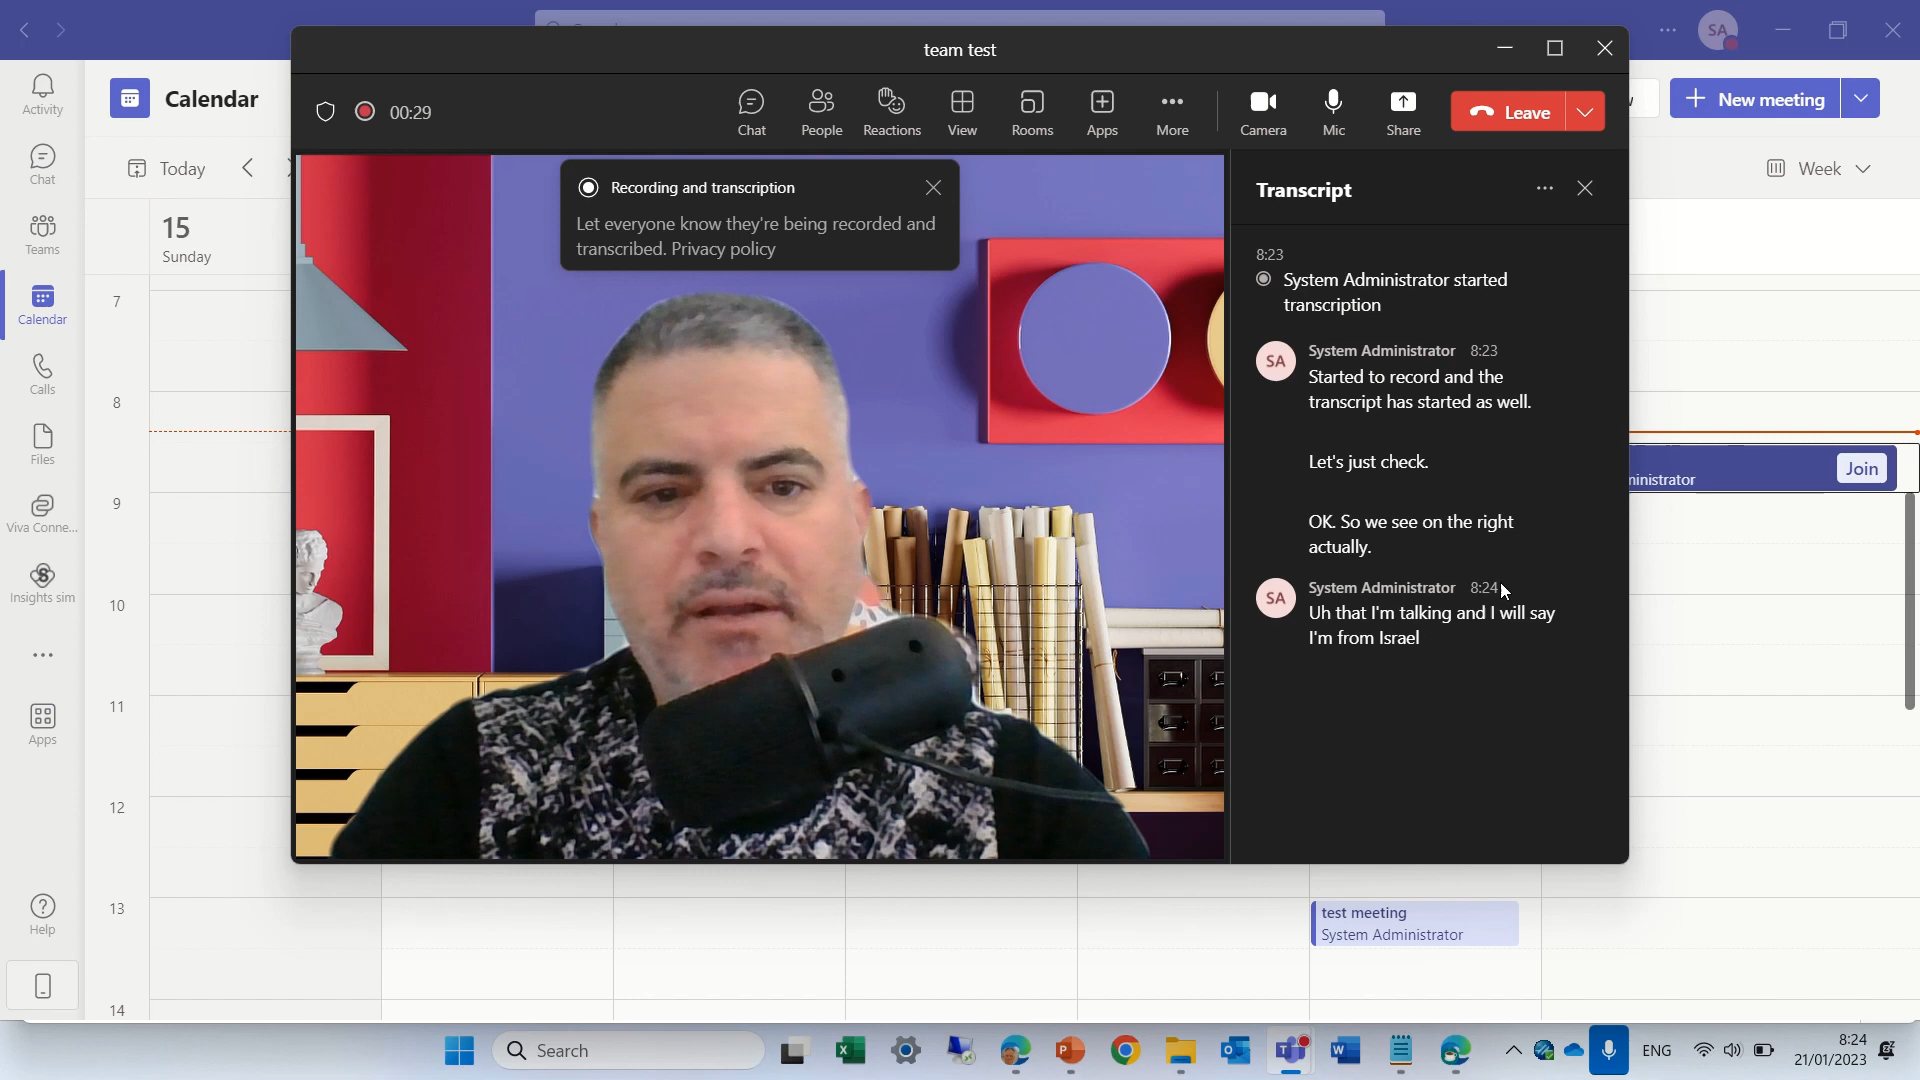 team test
SA
Activity
Chat
Teams
Calendar
Calls
Files
Viva Conne...
Insights sim
Apps
Help
Calendar
New meeting
Today
Week
15
Sunday
7
8
9
10
11
12
13
14
00:29
Chat
People
Reactions
View
Rooms
Apps
More
Camera
Mic
Share
Leave
Recording and transcription
Let everyone know they're being recorded and
transcribed. Privacy policy
Transcript
8:23
System Administrator started
transcription
SA
System Administrator 8:23
Started to record and the
transcript has started as well.
Let's just check.
OK. So we see on the right
actually.
SA
System Administrator 8:24
Uh that I'm talking and I will say
I'm from Israel
Join
test meeting
System Administrator
Search
ENG
8:24
21/01/2023